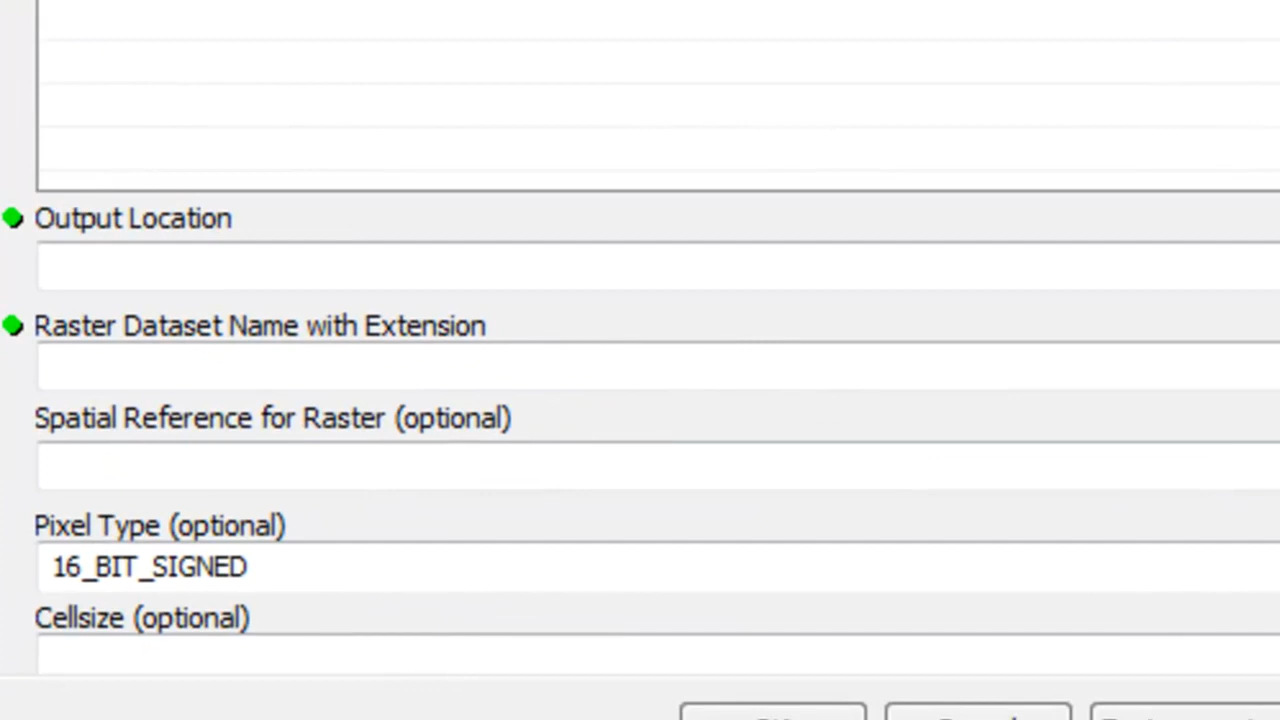 Output Location
Raster Dataset Name with Extension
Spatial Reference for Raster (optional)
Pixel Type (optional)
16_BIT_SIGNED
Cellsize (optional)